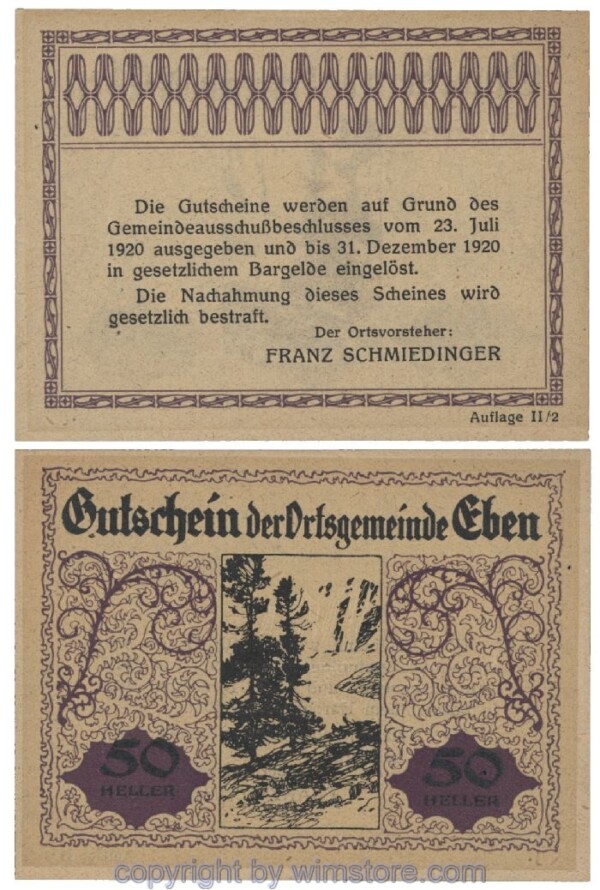 Die Gutscheine werden auf Grund des
Gemeindeausschußbeschlusses vom 23. Juli
1920 ausgegeben und bis 31. Dezember 1920
in gesetzlichem Bargelde eingelöst.
Die Nachahmung dieses Scheines wird
gesetzlich bestraft.
Der Ortsvorsteher:
FRANZ SCHMIEDINGER
Auflage II/2
Gutschein der Ortsgemeinde Eben
50 50
HELLER HELLER
copyright by wimstore.com